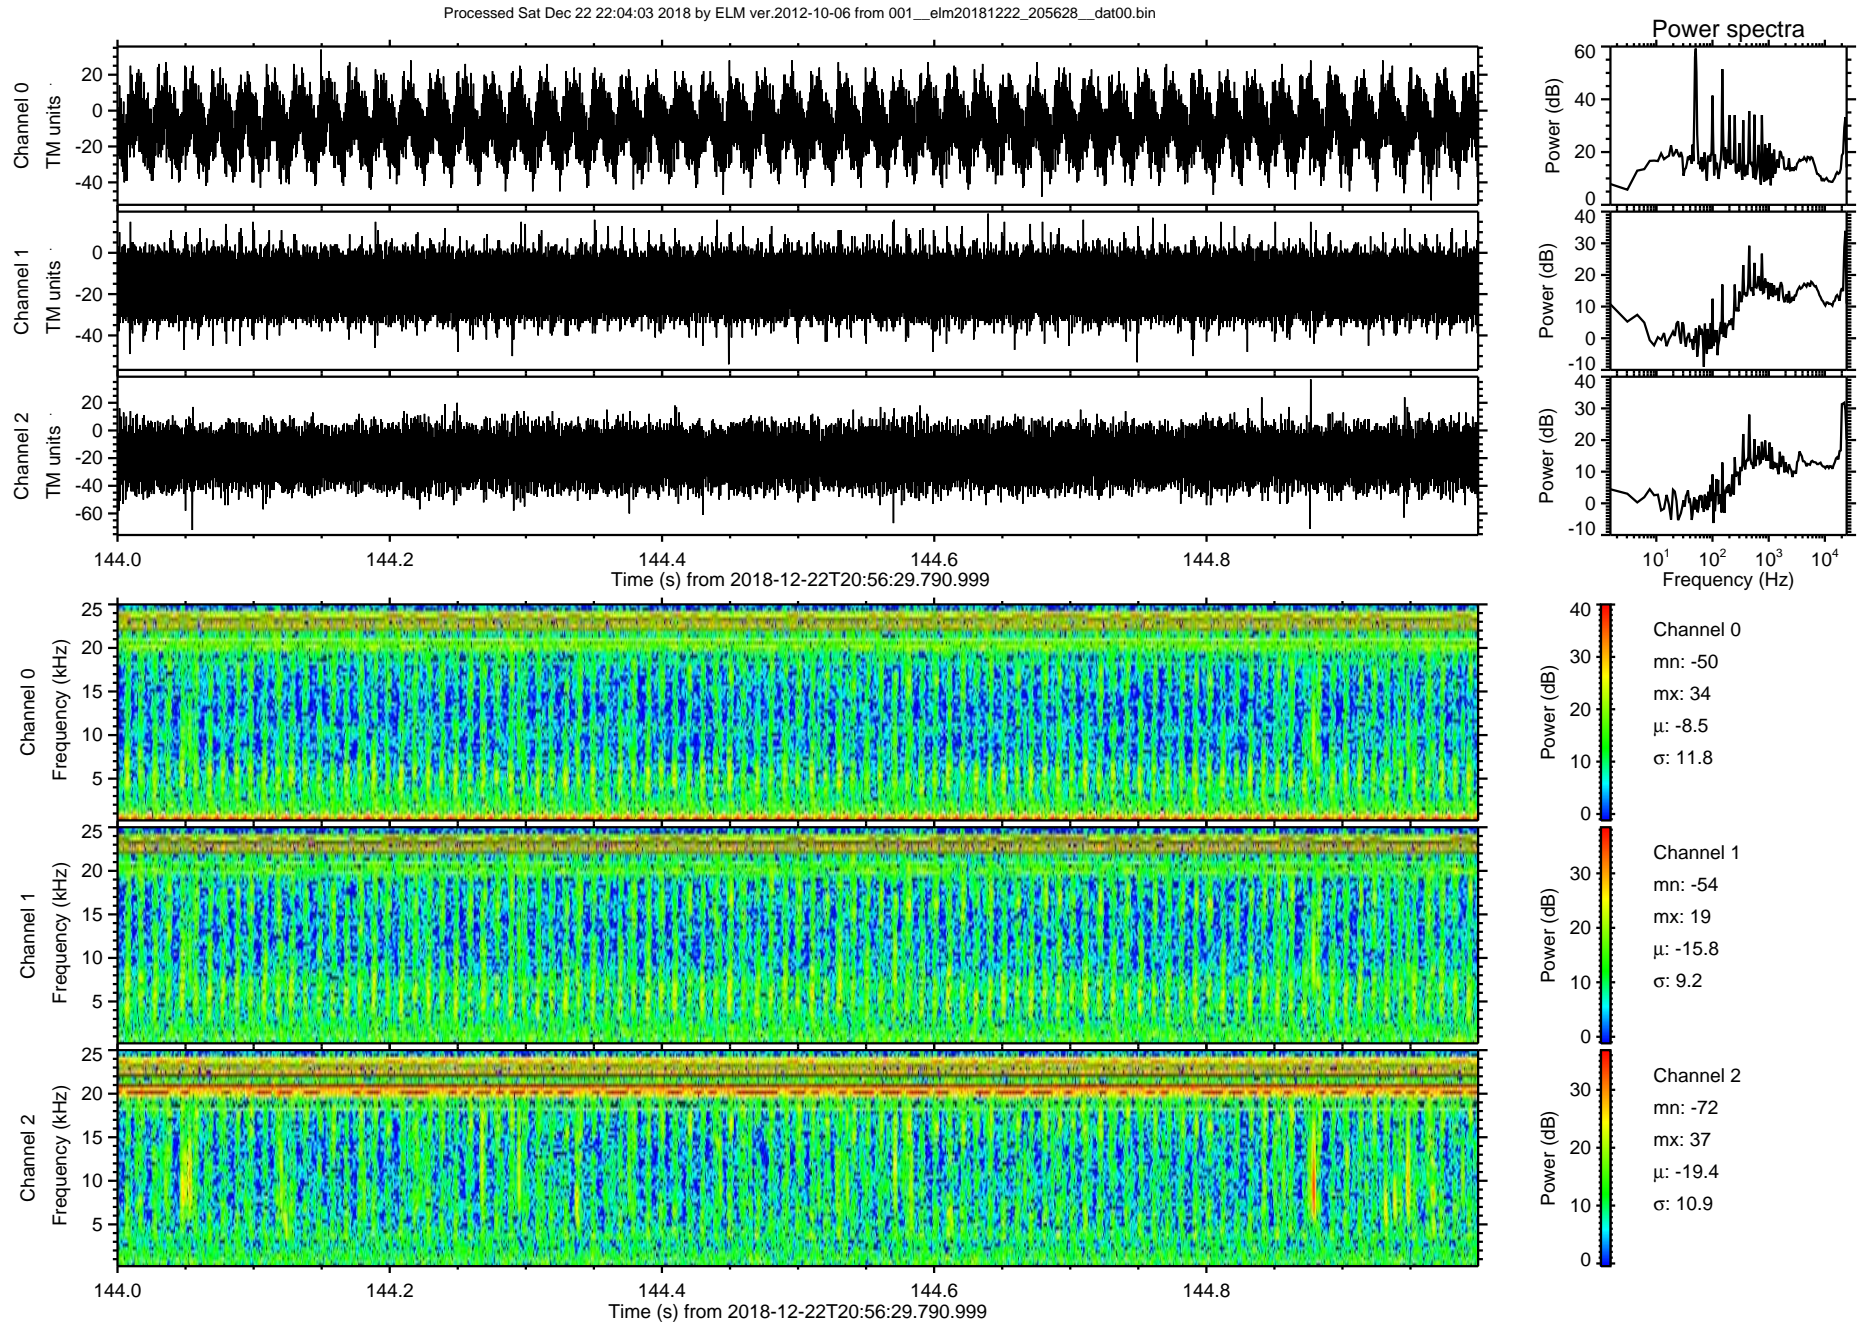 Processed Sat Dec 22 22:04:03 2018 by ELM ver.2012-10-06 from 001__elm20181222_205628__dat00.bin
Power spectra
Channel 0
TM units
20
0
-20
-40
Power (dB)
60
40
20
0
Channel 1
TM units
0
-20
-40
Power (dB)
40
30
20
10
0
-10
Channel 2
TM units
20
0
-20
-40
-60
Power (dB)
40
30
20
10
0
-10
144.0 144.2 144.4 144.6 144.8
Time (s) from 2018-12-22T20:56:29.790.999
10^1 10^2 10^3 10^4
Frequency (Hz)
Channel 0
Frequency (kHz)
25
20
15
10
5
Power (dB)
40
30
20
10
0
Channel 0
mn: -50
mx: 34
μ: -8.5
σ: 11.8
Channel 1
Frequency (kHz)
25
20
15
10
5
Power (dB)
30
20
10
0
Channel 1
mn: -54
mx: 19
μ: -15.8
σ: 9.2
Channel 2
Frequency (kHz)
25
20
15
10
5
Power (dB)
30
20
10
0
Channel 2
mn: -72
mx: 37
μ: -19.4
σ: 10.9
144.0 144.2 144.4 144.6 144.8
Time (s) from 2018-12-22T20:56:29.790.999